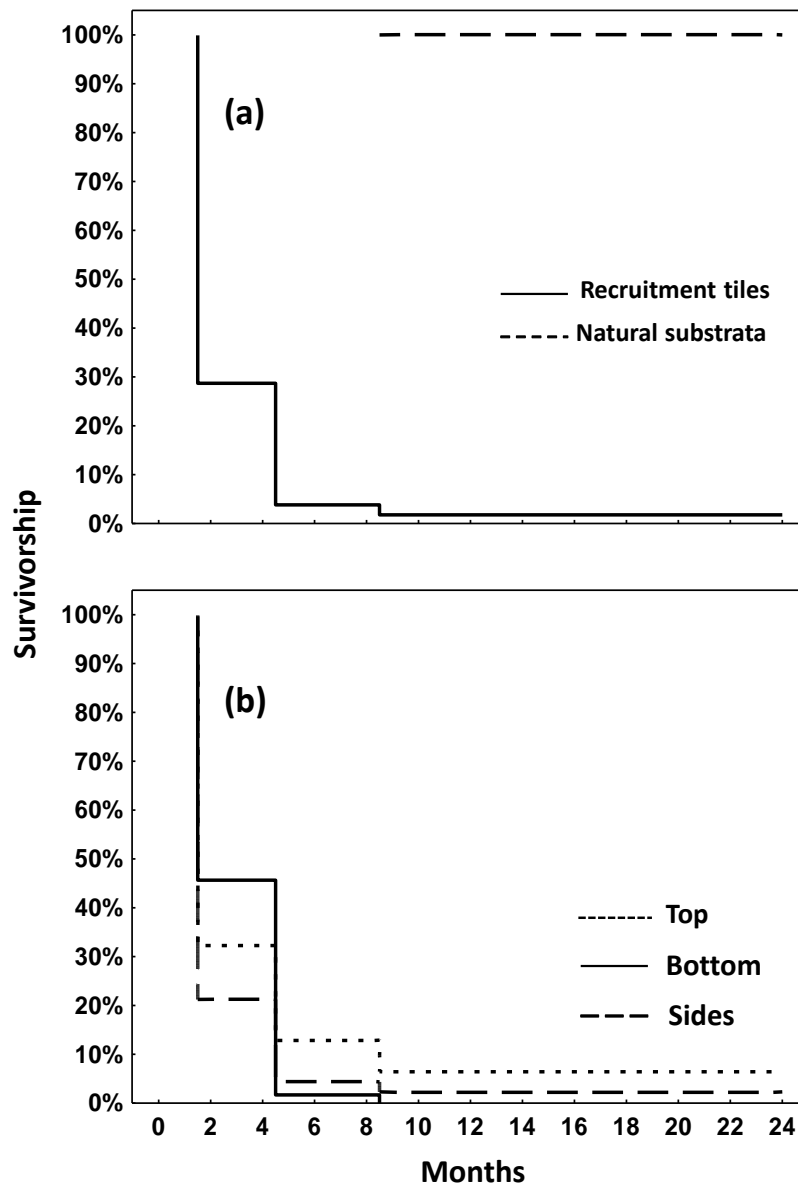 100%
90%
80%
70%
60%
50%
40%
30%
20%
10%
0%
(a)
Recruitment tiles
Natural substrata
Survivorship
100%
90%
80%
70%
60%
50%
40%
30%
20%
10%
0%
(b)
Top
Bottom
Sides
0 2 4 6 8 10 12 14 16 18 20 22 24
Months